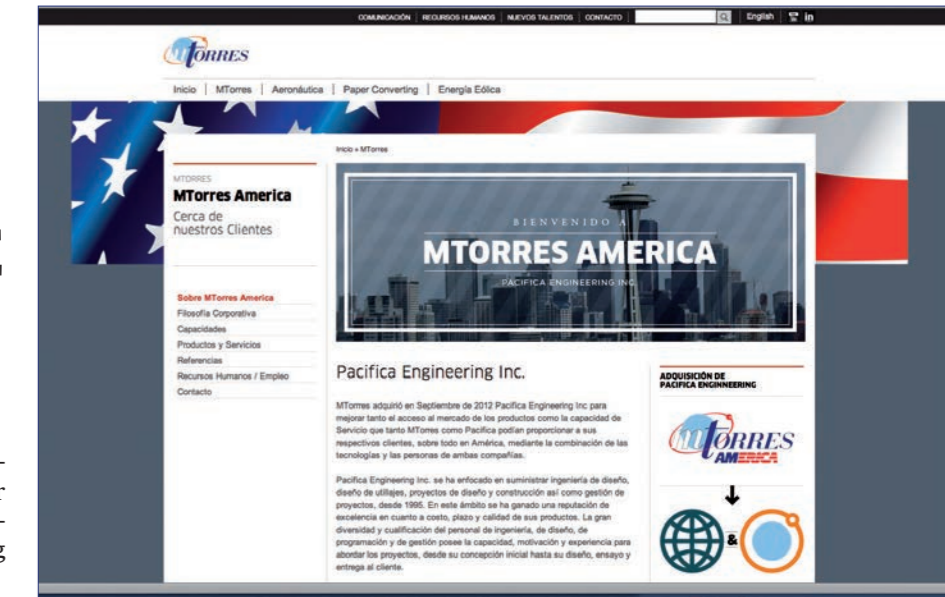 COMUNICACIÓN | RECURSOS HUMANOS | NUEVOS TALENTOS | CONTACTO | English | in
MTORRES
Inicio | MTorres | Aeronáutica | Paper Converting | Energía Eólica
Inicio » MTorres
MTORRES
MTorres America
Cerca de
nuestros Clientes
Sobre MTorres America
Filosofía Corporativa
Capacidades
Productos y Servicios
Referencias
Recursos Humanos / Empleo
Contacto
BIENVENIDO A
MTORRES AMERICA
PACIFICA ENGINEERING INC.
Pacifica Engineering Inc.
MTorres adquirió en Septiembre de 2012 Pacifica Engineering Inc para
mejorar tanto el acceso al mercado de los productos como la capacidad de
Servicio que tanto MTorres como Pacifica podían proporcionar a sus
respectivos clientes, sobre todo en América, mediante la combinación de las
tecnologías y las personas de ambas compañías.
Pacifica Engineering Inc. se ha enfocado en suministrar ingeniería de diseño,
diseño de utillajes, proyectos de diseño y construcción así como gestión de
proyectos, desde 1995. En este ámbito se ha ganado una reputación de
excelencia en cuanto a costo, plazo y calidad de sus productos. La gran
diversidad y cualificación del personal de ingeniería, de diseño, de
programación y de gestión posee la capacidad, motivación y experiencia para
abordar los proyectos, desde su concepción inicial hasta su diseño, ensayo y
entrega al cliente.
ADQUISICIÓN DE
PACIFICA ENGINNEERING
MTORRES
AMERICA
&